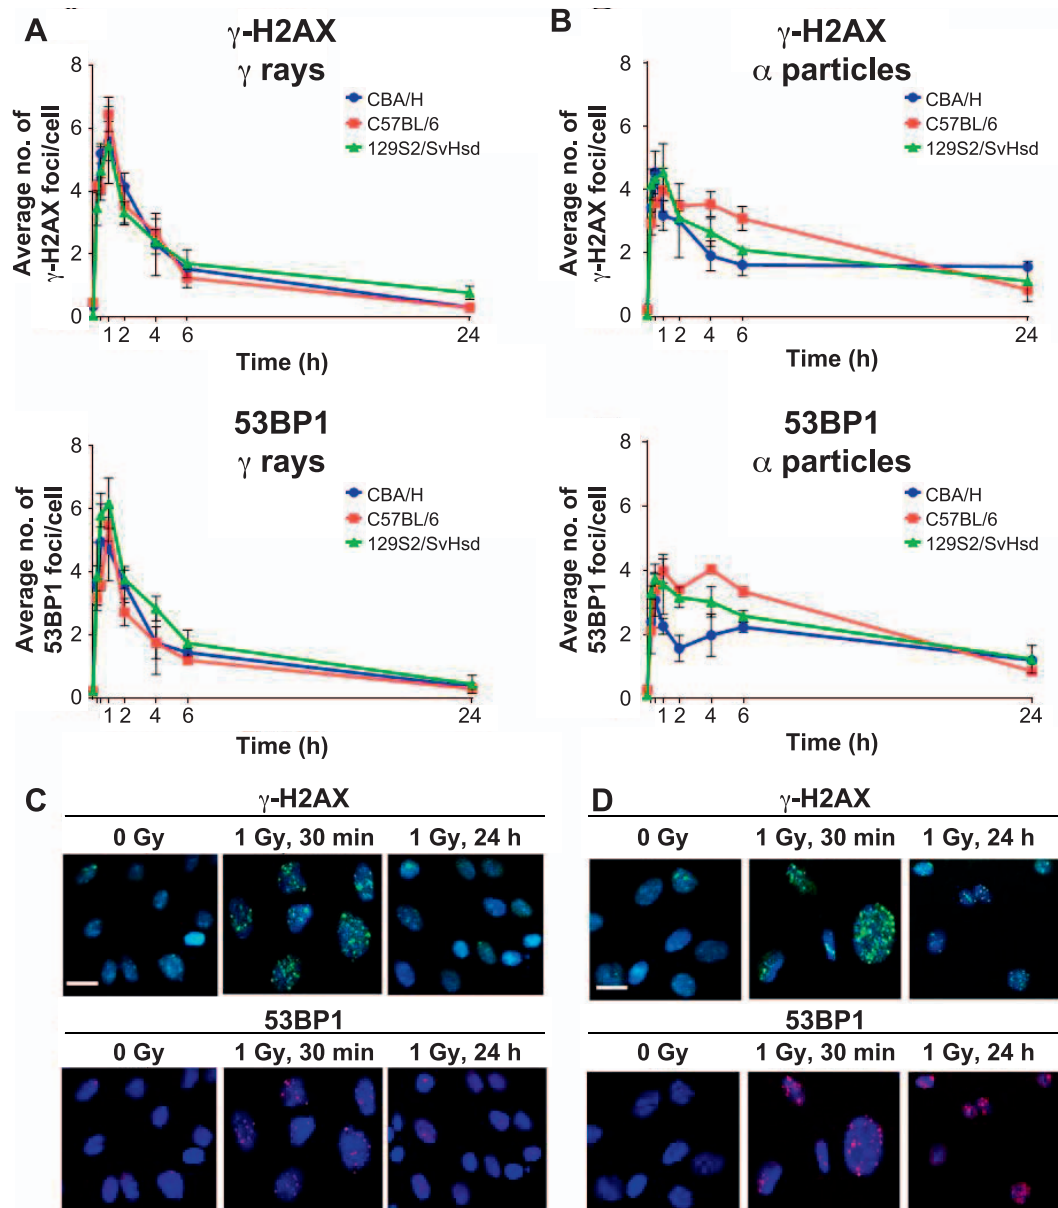 A
γ-H2AX
γ rays
Average no. of
γ-H2AX foci/cell
8
6
4
2
0
CBA/H
C57BL/6
129S2/SvHsd
1 2 4 6 24
Time (h)
B
γ-H2AX
α particles
Average no. of
γ-H2AX foci/cell
8
6
4
2
0
CBA/H
C57BL/6
129S2/SvHsd
1 2 4 6 24
Time (h)
53BP1
γ rays
Average no. of
53BP1 foci/cell
8
6
4
2
0
CBA/H
C57BL/6
129S2/SvHsd
1 2 4 6 24
Time (h)
53BP1
α particles
Average no. of
53BP1 foci/cell
8
6
4
2
0
CBA/H
C57BL/6
129S2/SvHsd
1 2 4 6 24
Time (h)
C
γ-H2AX
0 Gy 1 Gy, 30 min 1 Gy, 24 h
53BP1
0 Gy 1 Gy, 30 min 1 Gy, 24 h
D
γ-H2AX
0 Gy 1 Gy, 30 min 1 Gy, 24 h
53BP1
0 Gy 1 Gy, 30 min 1 Gy, 24 h